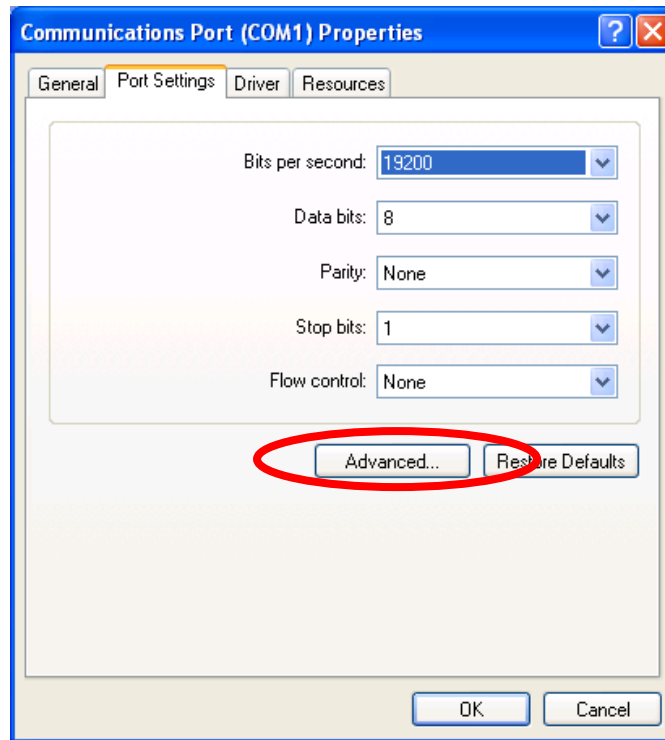 Communications Port (COM1) Properties
General Port Settings Driver Resources
Bits per second: 19200
Data bits: 8
Parity: None
Stop bits: 1
Flow control: None
Advanced... Restore Defaults
OK Cancel